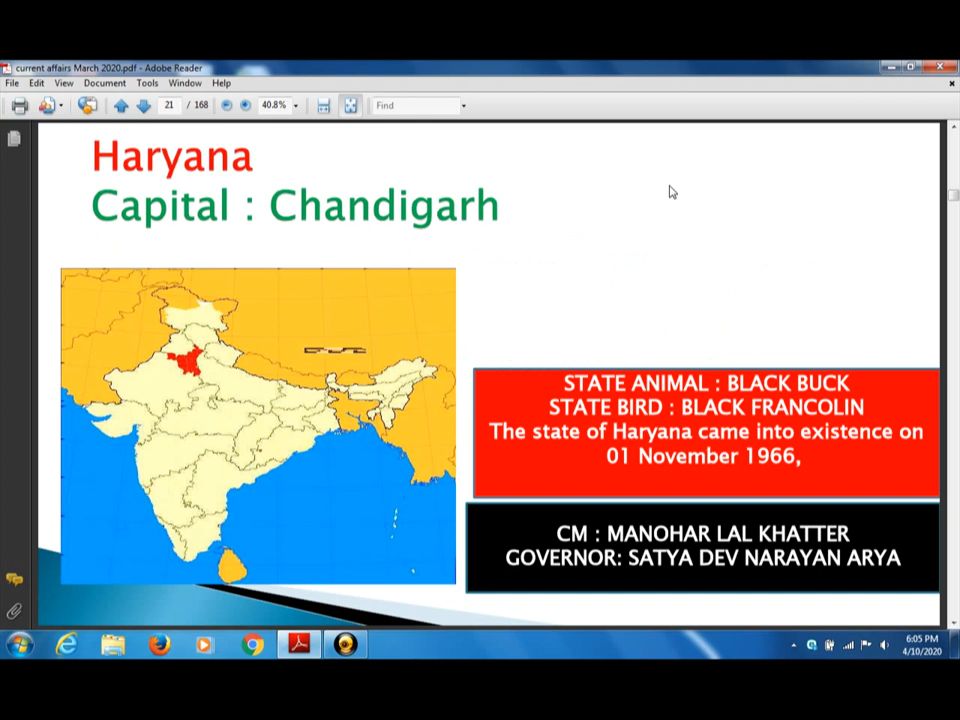 current affairs March 2020.pdf - Adobe Reader
File Edit View Document Tools Window Help
21 / 168 40.8% Find
Haryana
Capital : Chandigarh
STATE ANIMAL : BLACK BUCK
STATE BIRD : BLACK FRANCOLIN
The state of Haryana came into existence on
01 November 1966,
CM : MANOHAR LAL KHATTER
GOVERNOR: SATYA DEV NARAYAN ARYA
6:05 PM
4/10/2020